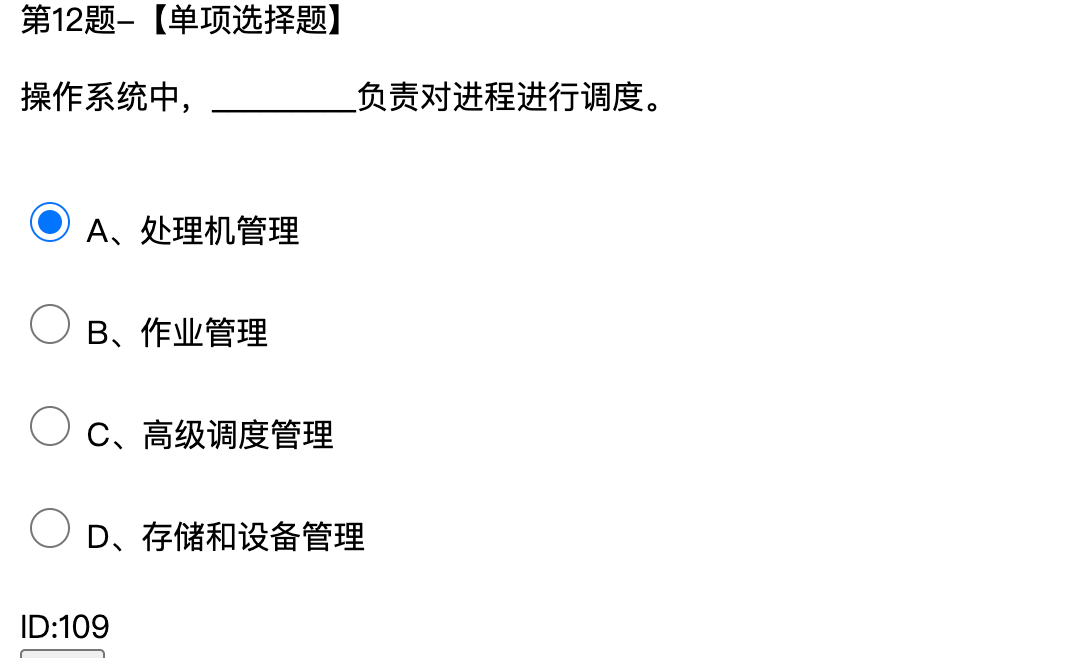 第12题-【单项选择题】
操作系统中，_________负责对进程进行调度。
A、处理机管理
B、作业管理
C、高级调度管理
D、存储和设备管理
ID:109